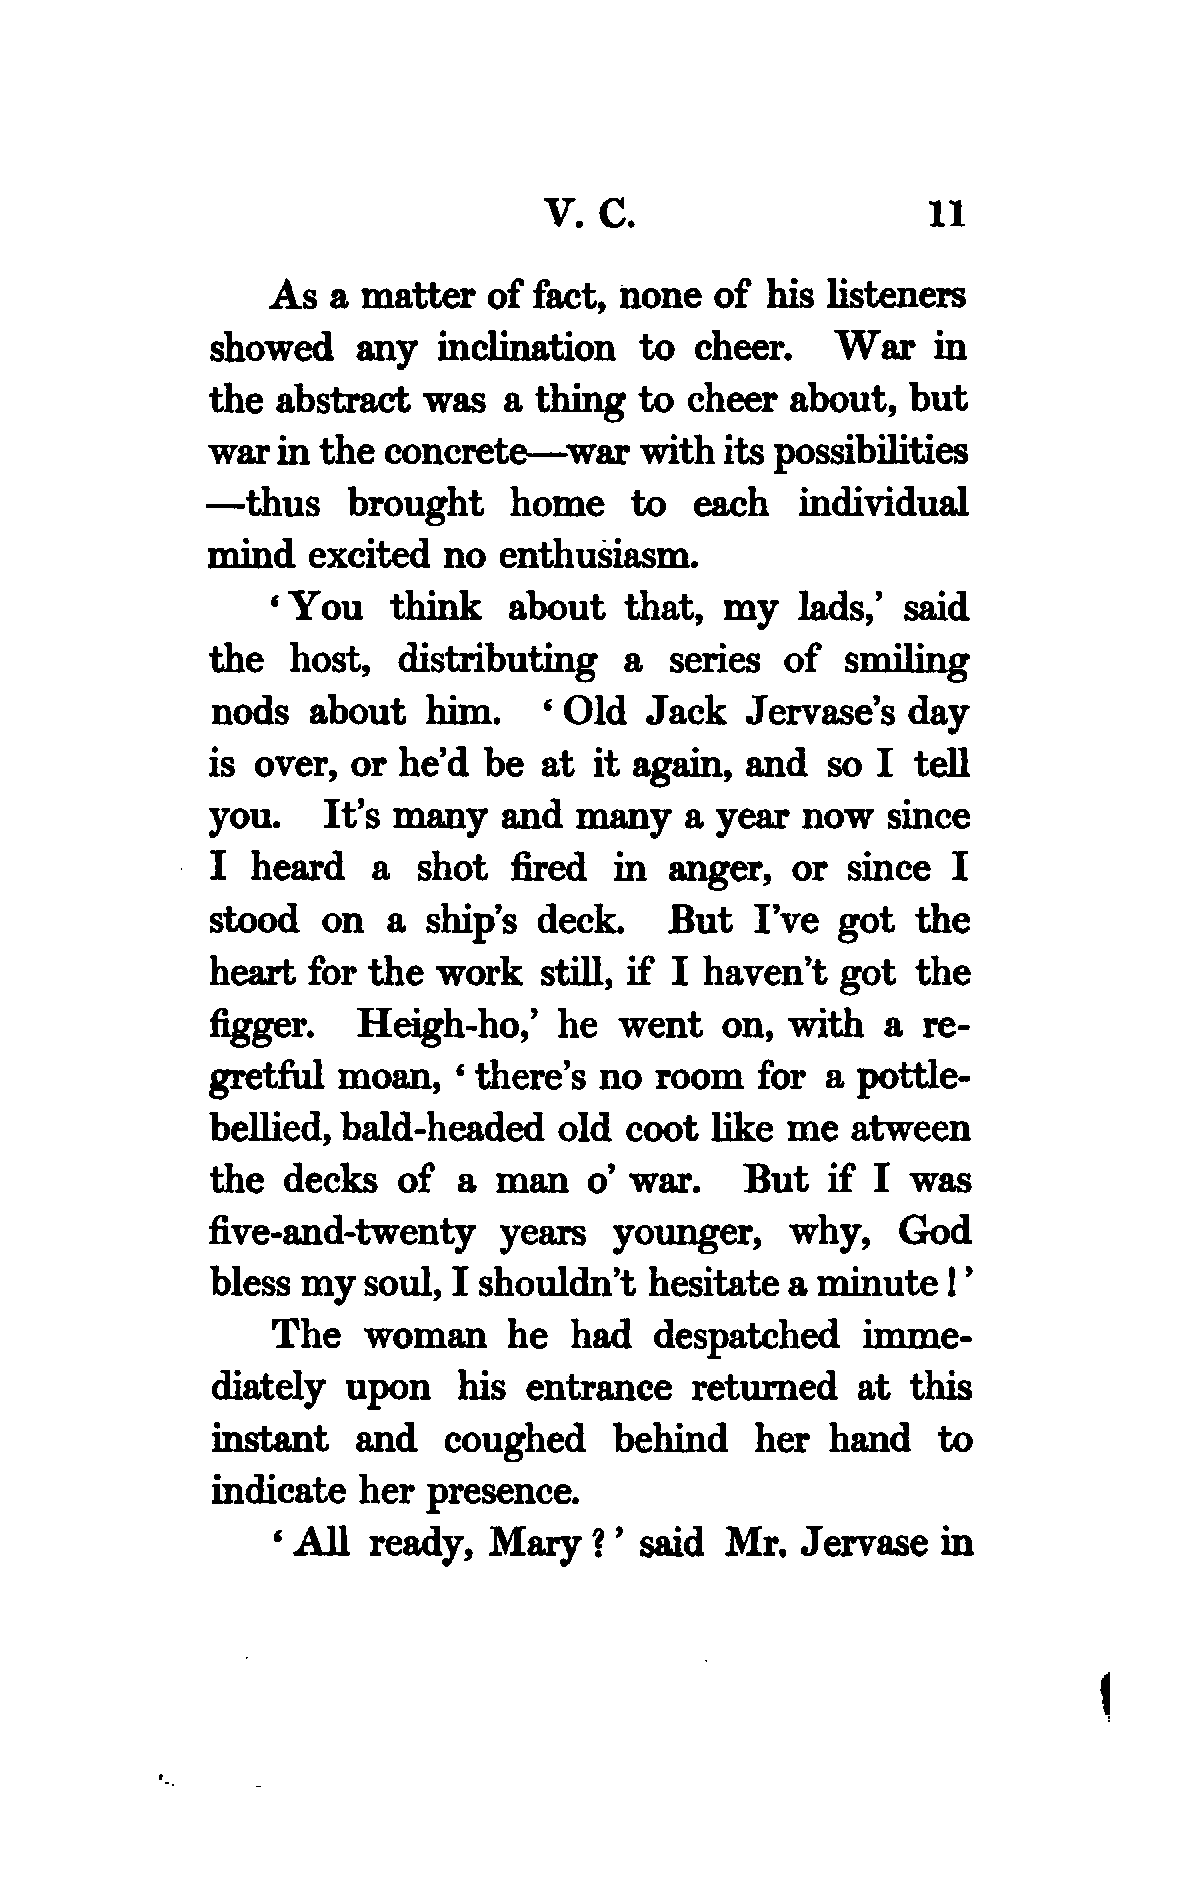 V. C. 11
As a matter of fact, none of his listeners
showed any inclination to cheer. War in
the abstract was a thing to cheer about, but
war in the concrete—war with its possibilities
—thus brought home to each individual
mind excited no enthusiasm.
‘You think about that, my lads,’ said
the host, distributing a series of smiling
nods about him. ‘Old Jack Jervase’s day
is over, or he’d be at it again, and so I tell
you. It’s many and many a year now since
I heard a shot fired in anger, or since I
stood on a ship’s deck. But I’ve got the
heart for the work still, if I haven’t got the
figger. Heigh-ho,’ he went on, with a re-
gretful moan, ‘there’s no room for a pottle-
bellied, bald-headed old coot like me atween
the decks of a man o’ war. But if I was
five-and-twenty years younger, why, God
bless my soul, I shouldn’t hesitate a minute!’
The woman he had despatched imme-
diately upon his entrance returned at this
instant and coughed behind her hand to
indicate her presence.
‘All ready, Mary?’ said Mr. Jervase in